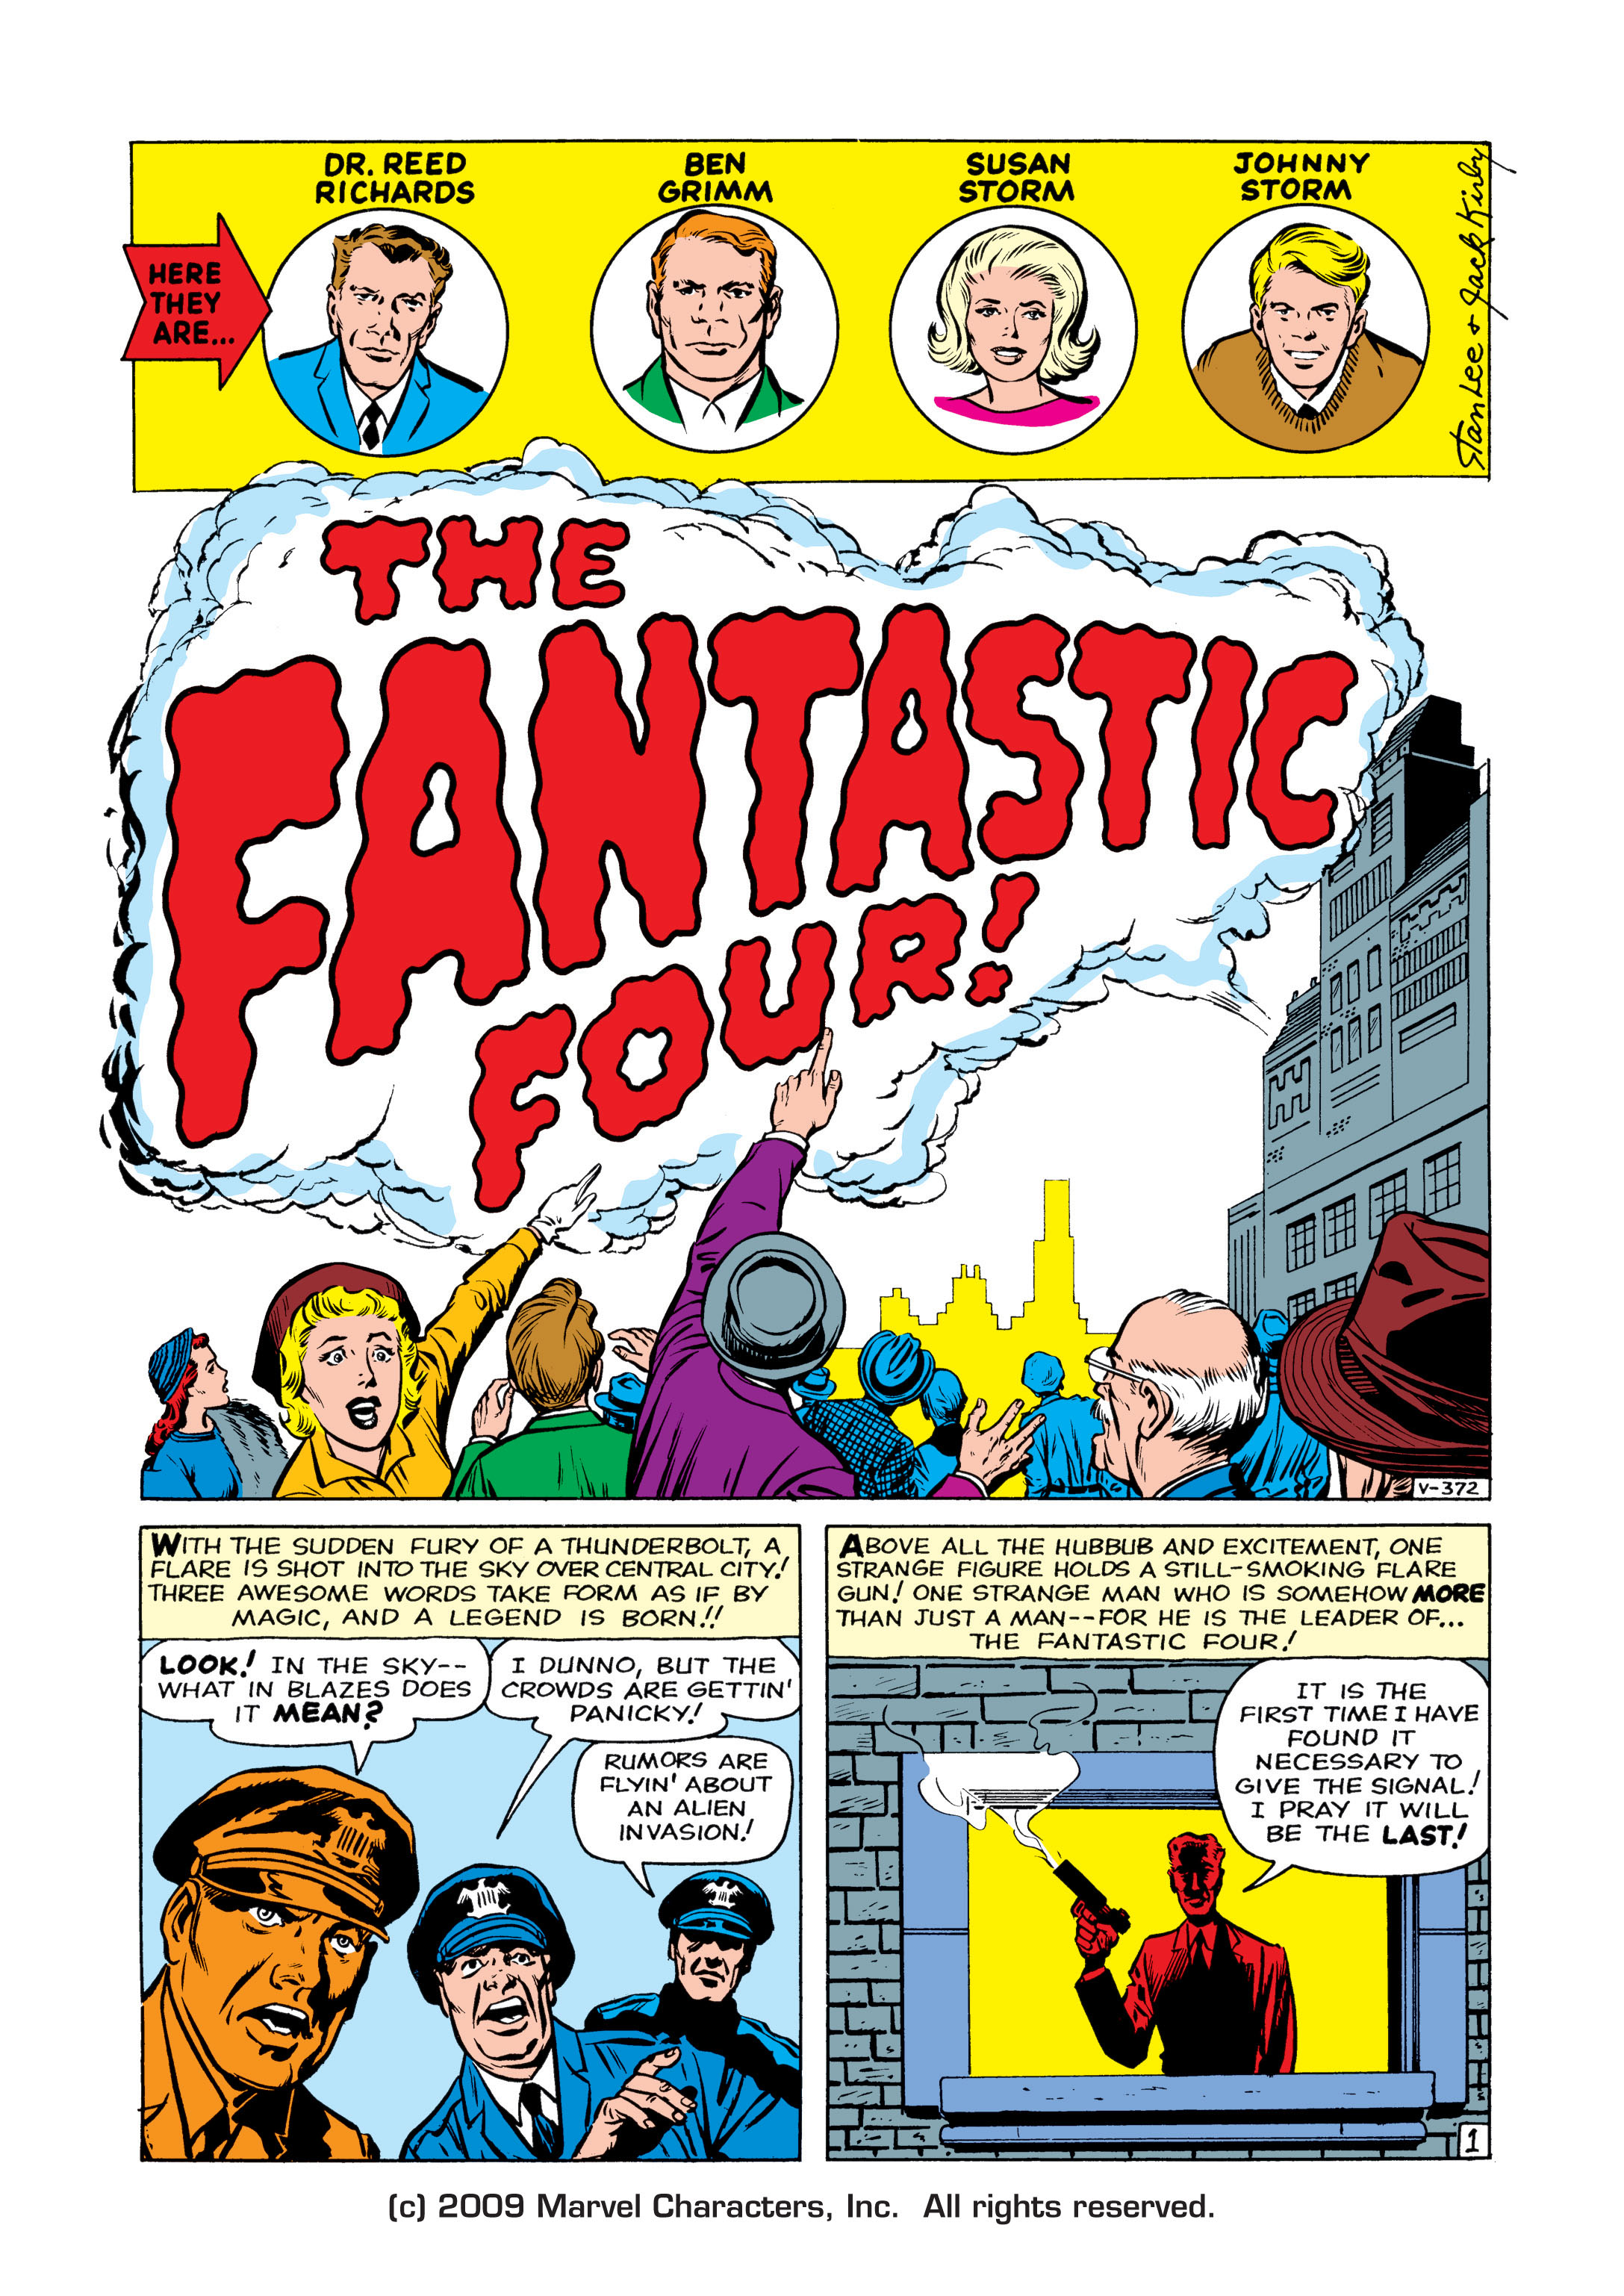 DR. REED
RICHARDS
BEN
GRIMM
SUSAN
STORM
JOHNNY
STORM
HERE
THEY
ARE...
Stan Lee + Jack Kirby
THE
FANTASTIC
FOUR!
V-372
WITH THE SUDDEN FURY OF A THUNDERBOLT, A
FLARE IS SHOT INTO THE SKY OVER CENTRAL CITY!
THREE AWESOME WORDS TAKE FORM AS IF BY
MAGIC, AND A LEGEND IS BORN!!
LOOK! IN THE SKY--
WHAT IN BLAZES DOES
IT MEAN?
I DUNNO, BUT THE
CROWDS ARE GETTIN'
PANICKY!
RUMORS ARE
FLYIN' ABOUT
AN ALIEN
INVASION!
ABOVE ALL THE HUBBUB AND EXCITEMENT, ONE
STRANGE FIGURE HOLDS A STILL-SMOKING FLARE
GUN! ONE STRANGE MAN WHO IS SOMEHOW MORE
THAN JUST A MAN--FOR HE IS THE LEADER OF...
THE FANTASTIC FOUR!
IT IS THE
FIRST TIME I HAVE
FOUND IT
NECESSARY TO
GIVE THE SIGNAL!
I PRAY IT WILL
BE THE LAST!
1
(c) 2009 Marvel Characters, Inc. All rights reserved.